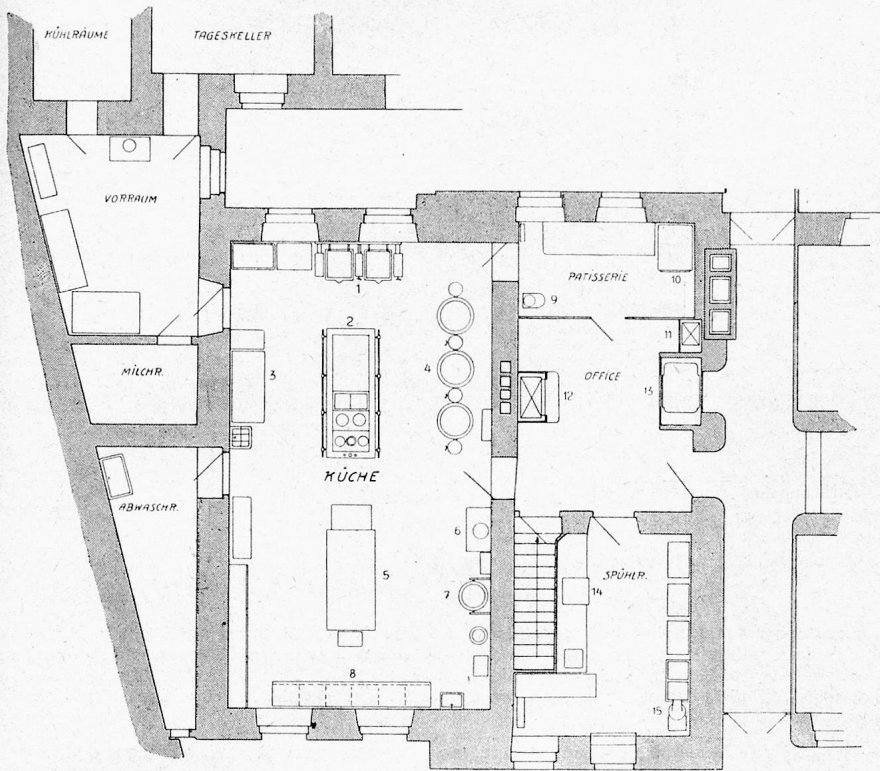 KÜHLRÄUME
TAGESKELLER
VORRAUM
PATISSERIE
1
10
9
2
11
MILCHR.
3
4
OFFICE
12
13
KÜCHE
ABWASCHR.
6
5
SPÜHLR.
7
14
8
15